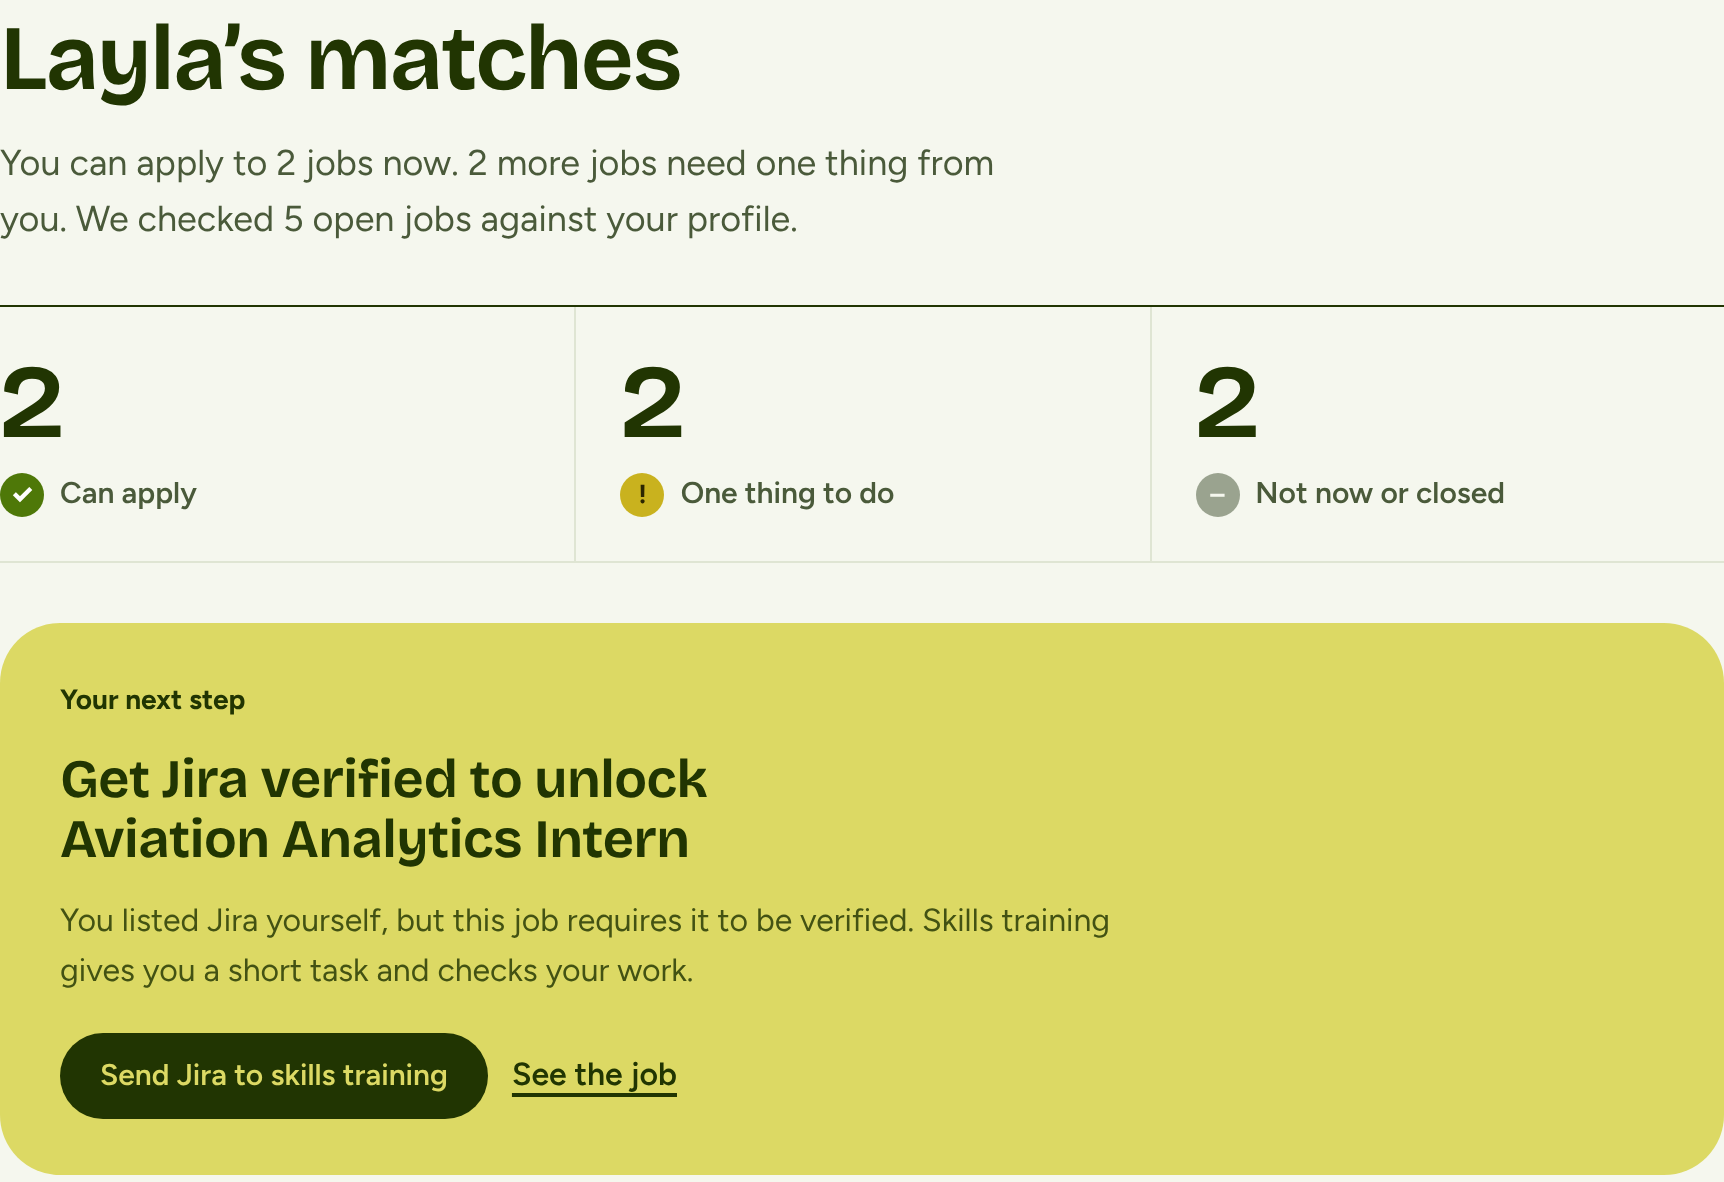 Layla’s matches
You can apply to 2 jobs now. 2 more jobs need one thing from
you. We checked 5 open jobs against your profile.
2
Can apply
2
! One thing to do
2
– Not now or closed
Your next step
Get Jira verified to unlock
Aviation Analytics Intern
You listed Jira yourself, but this job requires it to be verified. Skills training
gives you a short task and checks your work.
Send Jira to skills training
See the job